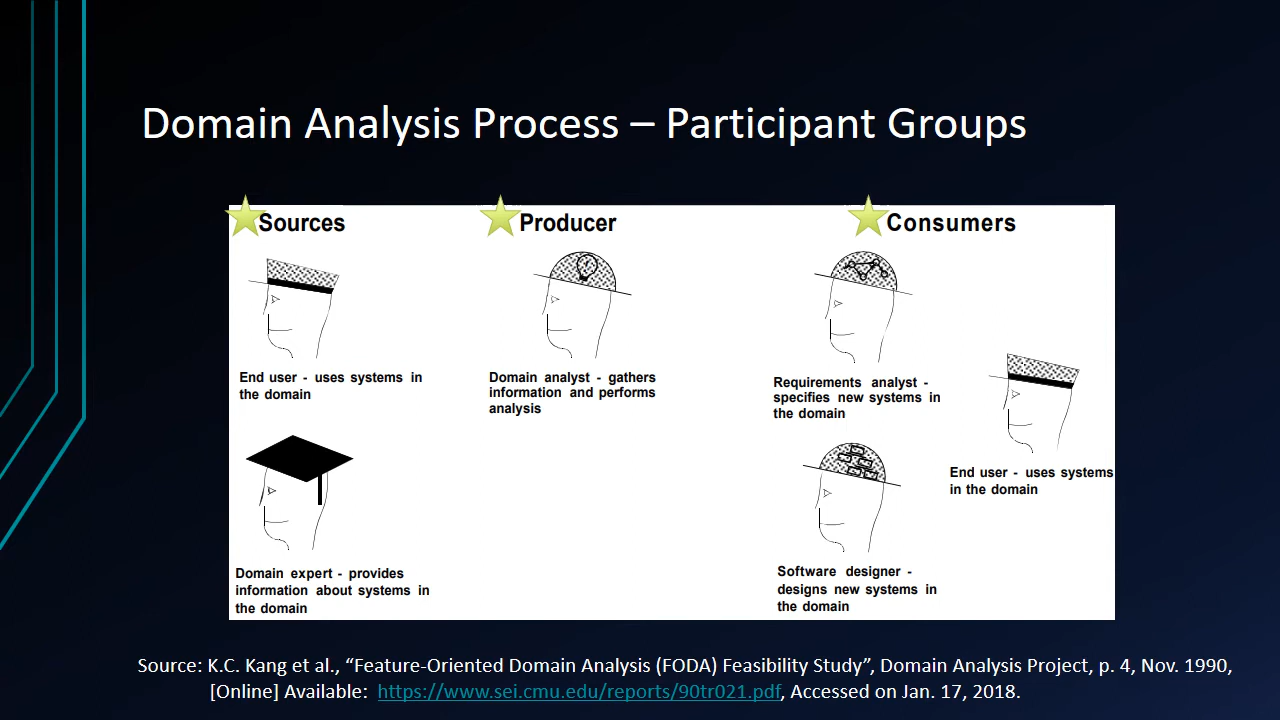 Domain Analysis Process – Participant Groups
Sources
Producer
Consumers
End user - uses systems in
the domain
Domain expert - provides
information about systems in
the domain
Domain analyst - gathers
information and performs
analysis
Requirements analyst -
specifies new systems in
the domain
Software designer -
designs new systems in
the domain
End user - uses systems
in the domain
Source: K.C. Kang et al., “Feature-Oriented Domain Analysis (FODA) Feasibility Study”, Domain Analysis Project, p. 4, Nov. 1990,
[Online] Available: https://www.sei.cmu.edu/reports/90tr021.pdf, Accessed on Jan. 17, 2018.